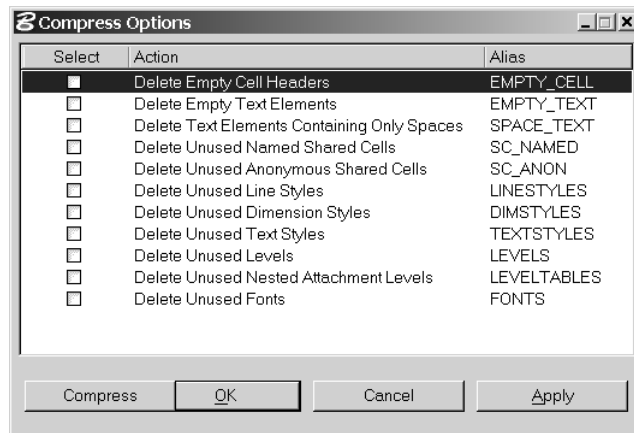 Compress Options
Select Action Alias
Delete Empty Cell Headers EMPTY_CELL
Delete Empty Text Elements EMPTY_TEXT
Delete Text Elements Containing Only Spaces SPACE_TEXT
Delete Unused Named Shared Cells SC_NAMED
Delete Unused Anonymous Shared Cells SC_ANON
Delete Unused Line Styles LINESTYLES
Delete Unused Dimension Styles DIMSTYLES
Delete Unused Text Styles TEXTSTYLES
Delete Unused Levels LEVELS
Delete Unused Nested Attachment Levels LEVELTABLES
Delete Unused Fonts FONTS
Compress OK Cancel Apply